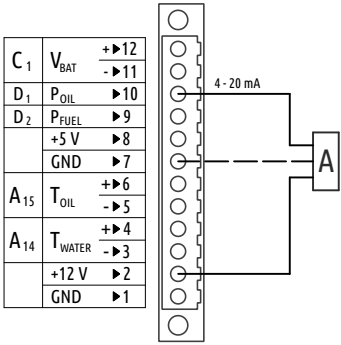 C1 VBAT + ▶ 12
- ▶ 11
D1 POIL ▶ 10
D2 PFUEL ▶ 9
+5 V ▶ 8
GND ▶ 7
A15 TOIL + ▶ 6
- ▶ 5
A14 TWATER + ▶ 4
- ▶ 3
+12 V ▶ 2
GND ▶ 1
4 - 20 mA
A